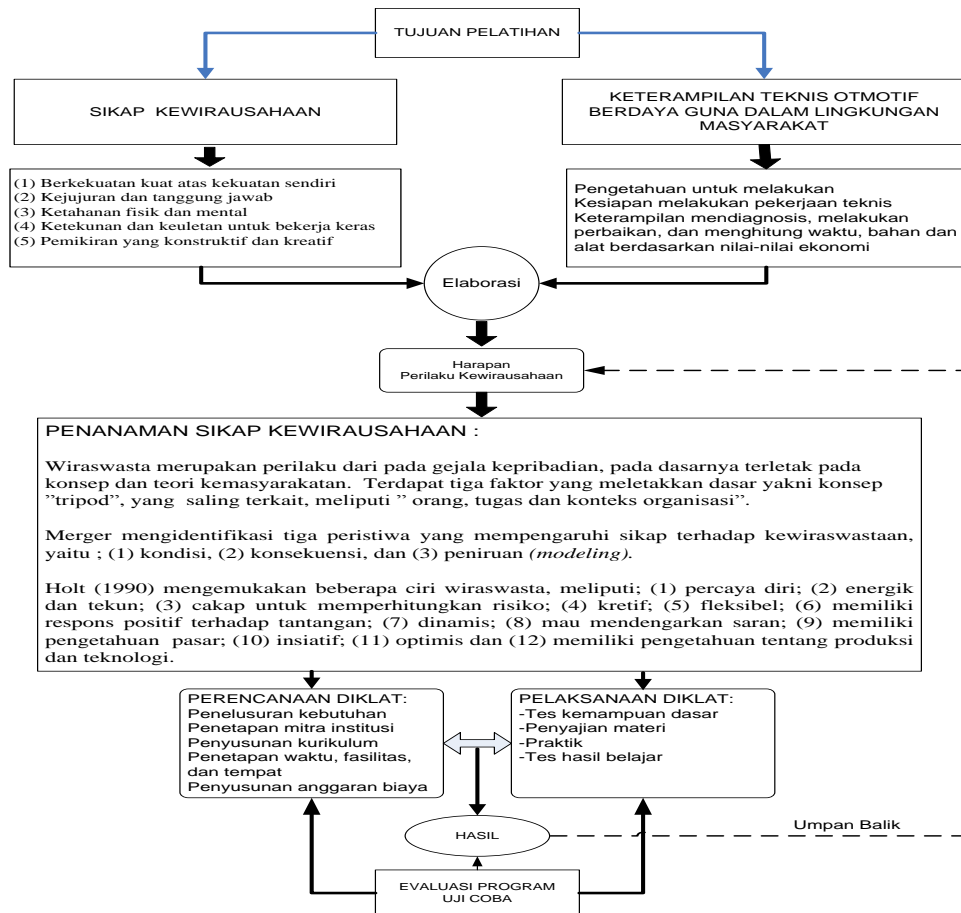 TUJUAN PELATIHAN
SIKAP KEWIRAUSAHAAN
KETERAMPILAN TEKNIS OTMOTIF
BERDAYA GUNA DALAM LINGKUNGAN
MASYARAKAT
(1) Berkekuatan kuat atas kekuatan sendiri
(2) Kejujuran dan tanggung jawab
(3) Ketahanan fisik dan mental
(4) Ketekunan dan keuletan untuk bekerja keras
(5) Pemikiran yang konstruktif dan kreatif
Pengetahuan untuk melakukan
Kesiapan melakukan pekerjaan teknis
Keterampilan mendiagnosis, melakukan
perbaikan, dan menghitung waktu, bahan dan
alat berdasarkan nilai-nilai ekonomi
Elaborasi
Harapan
Perilaku Kewirausahaan
PENANAMAN SIKAP KEWIRAUSAHAAN :
Wiraswasta merupakan perilaku dari pada gejala kepribadian, pada dasarnya terletak pada
konsep dan teori kemasyarakatan. Terdapat tiga faktor yang meletakkan dasar yakni konsep
”tripod”, yang saling terkait, meliputi ” orang, tugas dan konteks organisasi”.
Merger mengidentifikasi tiga peristiwa yang mempengaruhi sikap terhadap kewiraswastaan,
yaitu ; (1) kondisi, (2) konsekuensi, dan (3) peniruan (modeling).
Holt (1990) mengemukakan beberapa ciri wiraswasta, meliputi; (1) percaya diri; (2) energik
dan tekun; (3) cakap untuk memperhitungkan risiko; (4) kretif; (5) fleksibel; (6) memiliki
respons positif terhadap tantangan; (7) dinamis; (8) mau mendengarkan saran; (9) memiliki
pengetahuan pasar; (10) insiatif; (11) optimis dan (12) memiliki pengetahuan tentang produksi
dan teknologi.
PERENCANAAN DIKLAT:
Penelusuran kebutuhan
Penetapan mitra institusi
Penyusunan kurikulum
Penetapan waktu, fasilitas,
dan tempat
Penyusunan anggaran biaya
PELAKSANAAN DIKLAT:
-Tes kemampuan dasar
-Penyajian materi
-Praktik
-Tes hasil belajar
HASIL
Umpan Balik
EVALUASI PROGRAM
UJI COBA